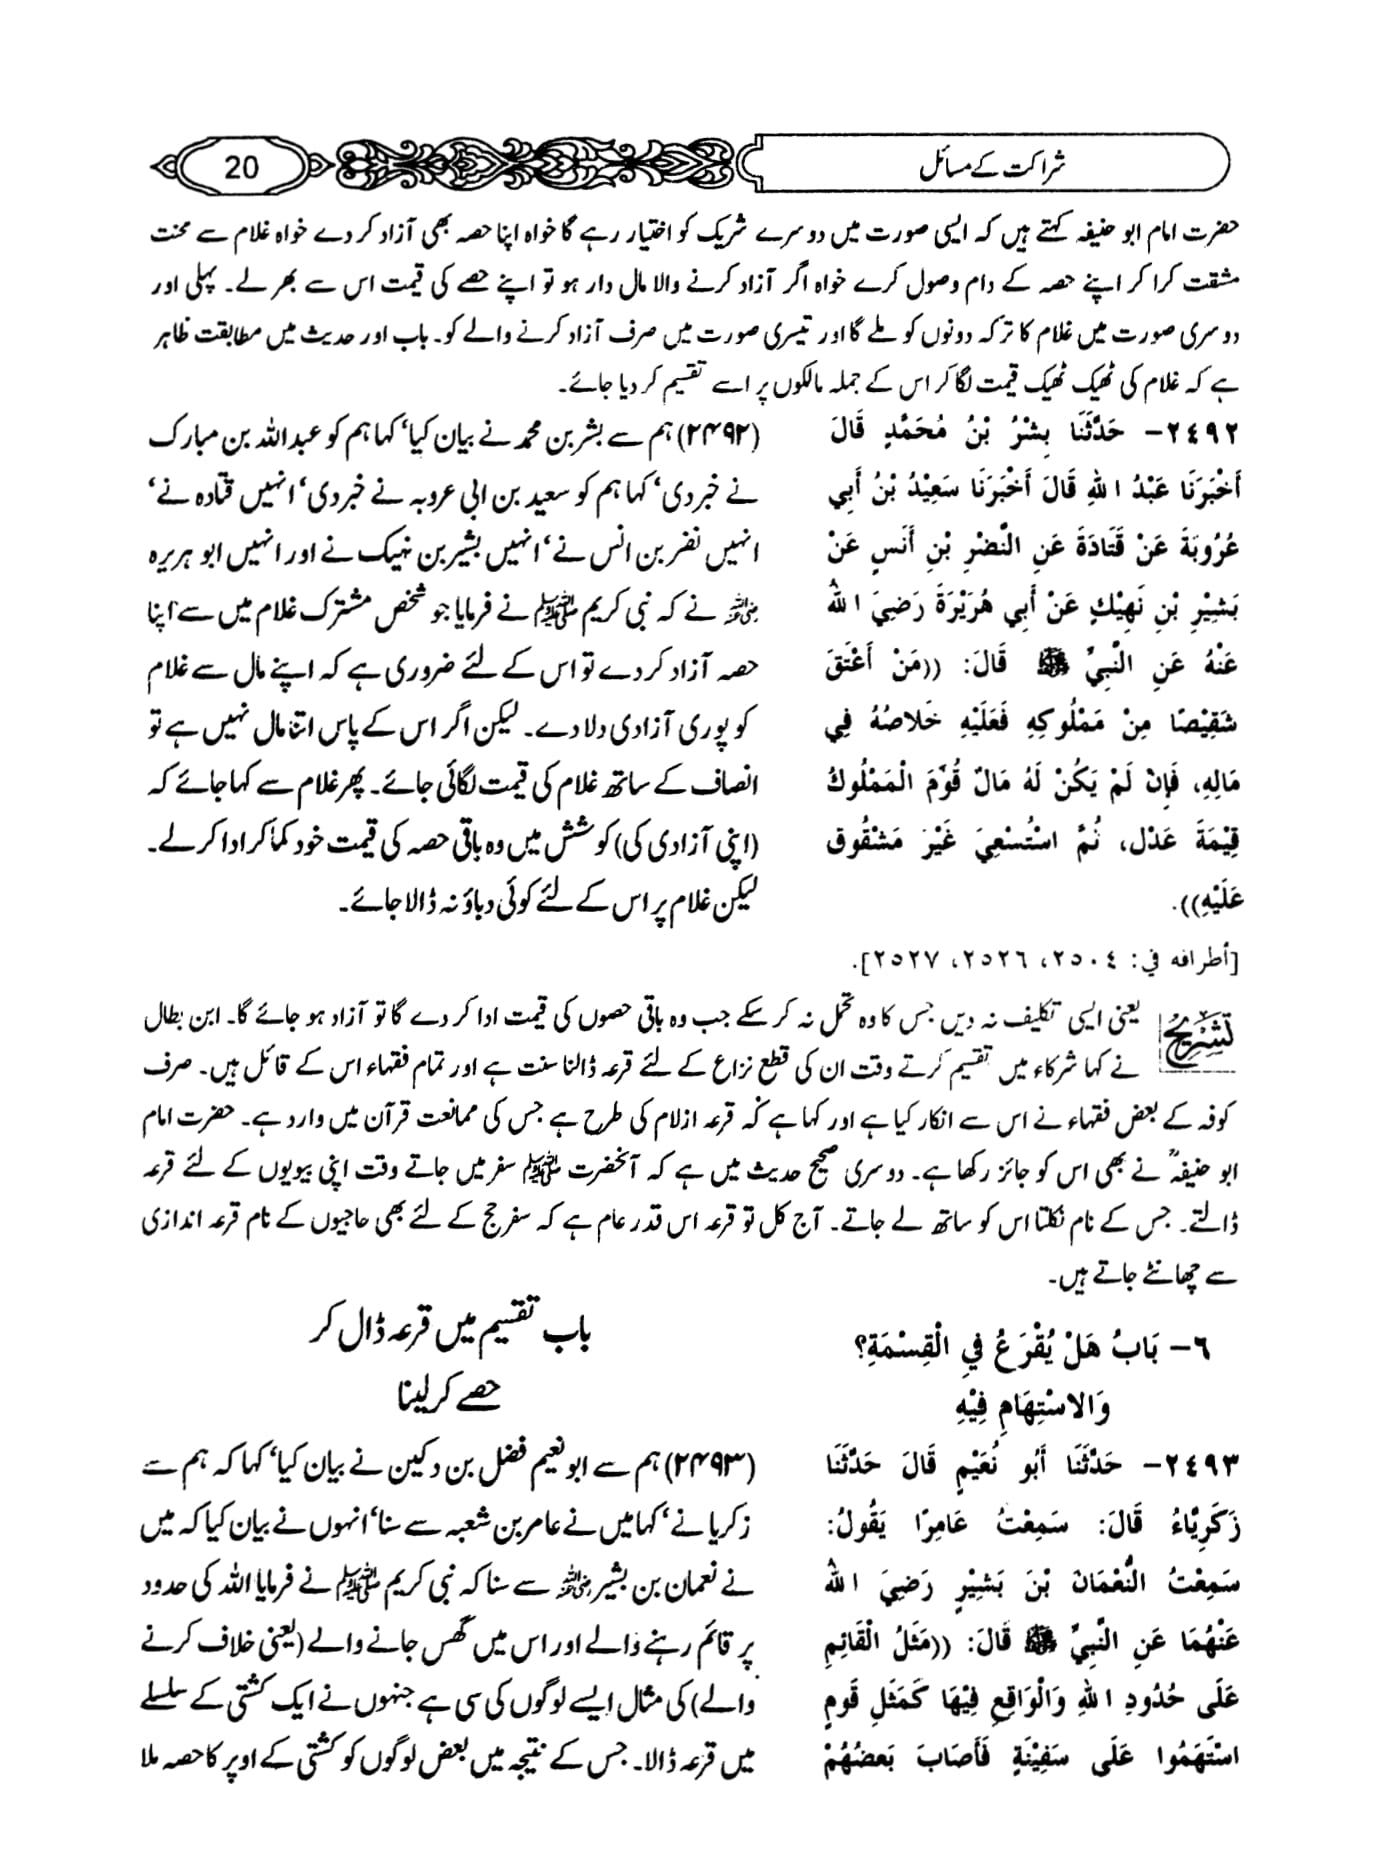 شراکت کے مسائل
20
حضرت امام ابو حنیفہ کہتے ہیں کہ ایسی صورت میں دوسرے شریک کو اختیار رہے گا خواہ اپنا حصہ بھی آزاد کر دے خواہ غلام سے محنت
مشقت کرا کر اپنے حصہ کے دام وصول کرے خواہ اگر آزاد کرنے والا مال دار ہو تو اپنے حصے کی قیمت اس سے بھر لے۔ پہلی اور
دوسری صورت میں غلام کا ترکہ دونوں کو ملے گا اور تیسری صورت میں صرف آزاد کرنے والے کو۔ باب اور حدیث میں مطابقت ظاہر
ہے کہ غلام کی ٹھیک ٹھیک قیمت لگا کر اس کے جملہ مالکوں پر اسے تقسیم کر دیا جائے۔
٢٤٩٢– حَدَّثَنَا بِشْرُ بْنُ مُحَمَّدٍ قَالَ
أَخْبَرَنَا عَبْدُ اللهِ قَالَ أَخْبَرَنَا سَعِيْدُ بْنُ أَبِي
عُرُوبَةَ عَنْ قَتَادَةَ عَنِ النَّضْرِ بْنِ أَنَسٍ عَنْ
بَشِيْرِ بْنِ نَهِيْكٍ عَنْ أَبِي هُرَيْرَةَ رَضِيَ اللهُ
عَنْهُ عَنِ النَّبِيِّ ﷺ قَالَ: ((مَنْ أَعْتَقَ
شَقِيْصًا مِنْ مَمْلُوكِهِ فَعَلَيْهِ خَلاَصُهُ فِي
مَالِهِ، فَإِنْ لَمْ يَكُنْ لَهُ مَالٌ قُوِّمَ الْمَمْلُوكُ
قِيْمَةَ عَدْلٍ، ثُمَّ اسْتُسْعِيَ غَيْرَ مَشْقُوقٍ
عَلَيْهِ)).
[أطرافه في: ٢٥٠٤، ٢٥٢٦، ٢٥٢٧].
(۲۴۹۲) ہم سے بشر بن محمد نے بیان کیا‘ کہا ہم کو عبداللہ بن مبارک
نے خبر دی‘ کہا ہم کو سعید بن ابی عروبہ نے خبر دی‘ انہیں قتادہ نے‘
انہیں نضر بن انس نے‘ انہیں بشیر بن نہیک نے اور انہیں ابو ہریرہ
رضی اللہ عنہ نے کہ نبی کریم ﷺ نے فرمایا جو شخص مشترک غلام میں سے اپنا
حصہ آزاد کر دے تو اس کے لئے ضروری ہے کہ اپنے مال سے غلام
کو پوری آزادی دلا دے۔ لیکن اگر اس کے پاس اتنا مال نہیں ہے تو
انصاف کے ساتھ غلام کی قیمت لگائی جائے۔ پھر غلام سے کہا جائے کہ
(اپنی آزادی کی) کوشش میں وہ باقی حصہ کی قیمت خود کما کر ادا کر لے۔
لیکن غلام پر اس کے لئے کوئی دباؤ نہ ڈالا جائے۔
تشریح یعنی ایسی تکلیف نہ دیں جس کا وہ تحمل نہ کر سکے جب وہ باقی حصوں کی قیمت ادا کر دے گا تو آزاد ہو جائے گا۔ ابن بطال
نے کہا شرکاء میں تقسیم کرتے وقت ان کی قطع نزاع کے لئے قرعہ ڈالنا سنت ہے اور تمام فقہاء اس کے قائل ہیں۔ صرف
کوفہ کے بعض فقہاء نے اس سے انکار کیا ہے اور کہا ہے کہ قرعہ ازلام کی طرح ہے جس کی ممانعت قرآن میں وارد ہے۔ حضرت امام
ابو حنیفہؒ نے بھی اس کو جائز رکھا ہے۔ دوسری صحیح حدیث میں ہے کہ آنحضرت ﷺ سفر میں جاتے وقت اپنی بیویوں کے لئے قرعہ
ڈالتے۔ جس کے نام نکلتا اس کو ساتھ لے جاتے۔ آج کل تو قرعہ اس قدر عام ہے کہ سفر حج کے لئے بھی حاجیوں کے نام قرعہ اندازی
سے چھانٹے جاتے ہیں۔
٦– بَابُ هَلْ يُقْرَعُ فِي الْقِسْمَةِ؟
وَالاسْتِهَامِ فِيْهِ
باب تقسیم میں قرعہ ڈال کر
حصے کر لینا
٢٤٩٣– حَدَّثَنَا أَبُو نُعَيْمٍ قَالَ حَدَّثَنَا
زَكَرِيَّاءُ قَالَ: سَمِعْتُ عَامِرًا يَقُولُ:
سَمِعْتُ النُّعْمَانَ بْنَ بَشِيْرٍ رَضِيَ اللهُ
عَنْهُمَا عَنِ النَّبِيِّ ﷺ قَالَ: ((مَثَلُ الْقَائِمِ
عَلَى حُدُودِ اللهِ وَالْوَاقِعِ فِيْهَا كَمَثَلِ قَومٍ
اسْتَهَمُوا عَلَى سَفِيْنَةٍ فَأَصَابَ بَعضُهُمْ
(۲۴۹۳) ہم سے ابو نعیم فضل بن دکین نے بیان کیا‘ کہا کہ ہم سے
زکریا نے‘ کہا میں نے عامر بن شعبہ سے سنا‘ انہوں نے بیان کیا کہ میں
نے نعمان بن بشیر رضی اللہ عنہ سے سنا کہ نبی کریم ﷺ نے فرمایا اللہ کی حدود
پر قائم رہنے والے اور اس میں گھس جانے والے (یعنی خلاف کرنے
والے) کی مثال ایسے لوگوں کی سی ہے جنہوں نے ایک کشتی کے سلسلے
میں قرعہ ڈالا۔ جس کے نتیجہ میں بعض لوگوں کو کشتی کے اوپر کا حصہ ملا